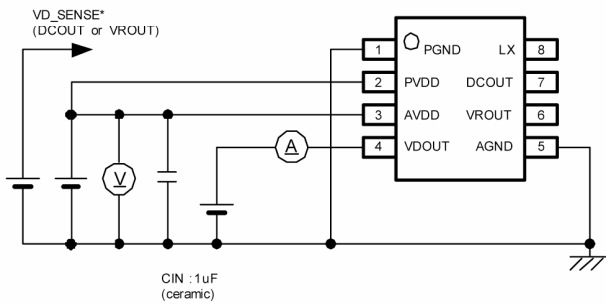 VD_SENSE*
(DCOUT or VROUT)
1 PGND LX 8
2 PVDD DCOUT 7
3 AVDD VROUT 6
4 VDOUT AGND 5
V
A
CIN :1uF
(ceramic)